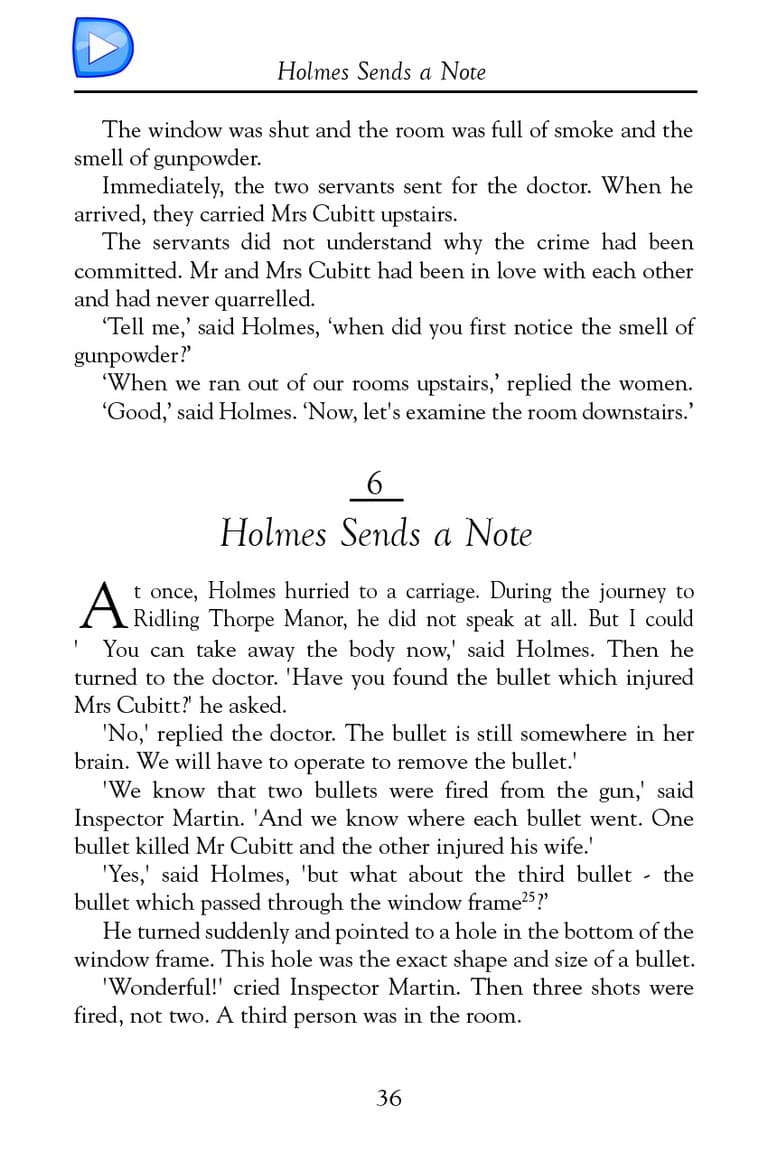 Holmes Sends a Note
The window was shut and the room was full of smoke and the
smell of gunpowder.
Immediately, the two servants sent for the doctor. When he
arrived, they carried Mrs Cubitt upstairs.
The servants did not understand why the crime had been
committed. Mr and Mrs Cubitt had been in love with each other
and had never quarrelled.
‘Tell me,’ said Holmes, ‘when did you first notice the smell of
gunpowder?’
‘When we ran out of our rooms upstairs,’ replied the women.
‘Good,’ said Holmes. ‘Now, let's examine the room downstairs.’
6
Holmes Sends a Note
At once, Holmes hurried to a carriage. During the journey to
Ridling Thorpe Manor, he did not speak at all. But I could
' You can take away the body now,' said Holmes. Then he
turned to the doctor. 'Have you found the bullet which injured
Mrs Cubitt?' he asked.
'No,' replied the doctor. The bullet is still somewhere in her
brain. We will have to operate to remove the bullet.'
'We know that two bullets were fired from the gun,' said
Inspector Martin. 'And we know where each bullet went. One
bullet killed Mr Cubitt and the other injured his wife.'
'Yes,' said Holmes, 'but what about the third bullet - the
bullet which passed through the window frame²⁵?'
He turned suddenly and pointed to a hole in the bottom of the
window frame. This hole was the exact shape and size of a bullet.
'Wonderful!' cried Inspector Martin. Then three shots were
fired, not two. A third person was in the room.
36